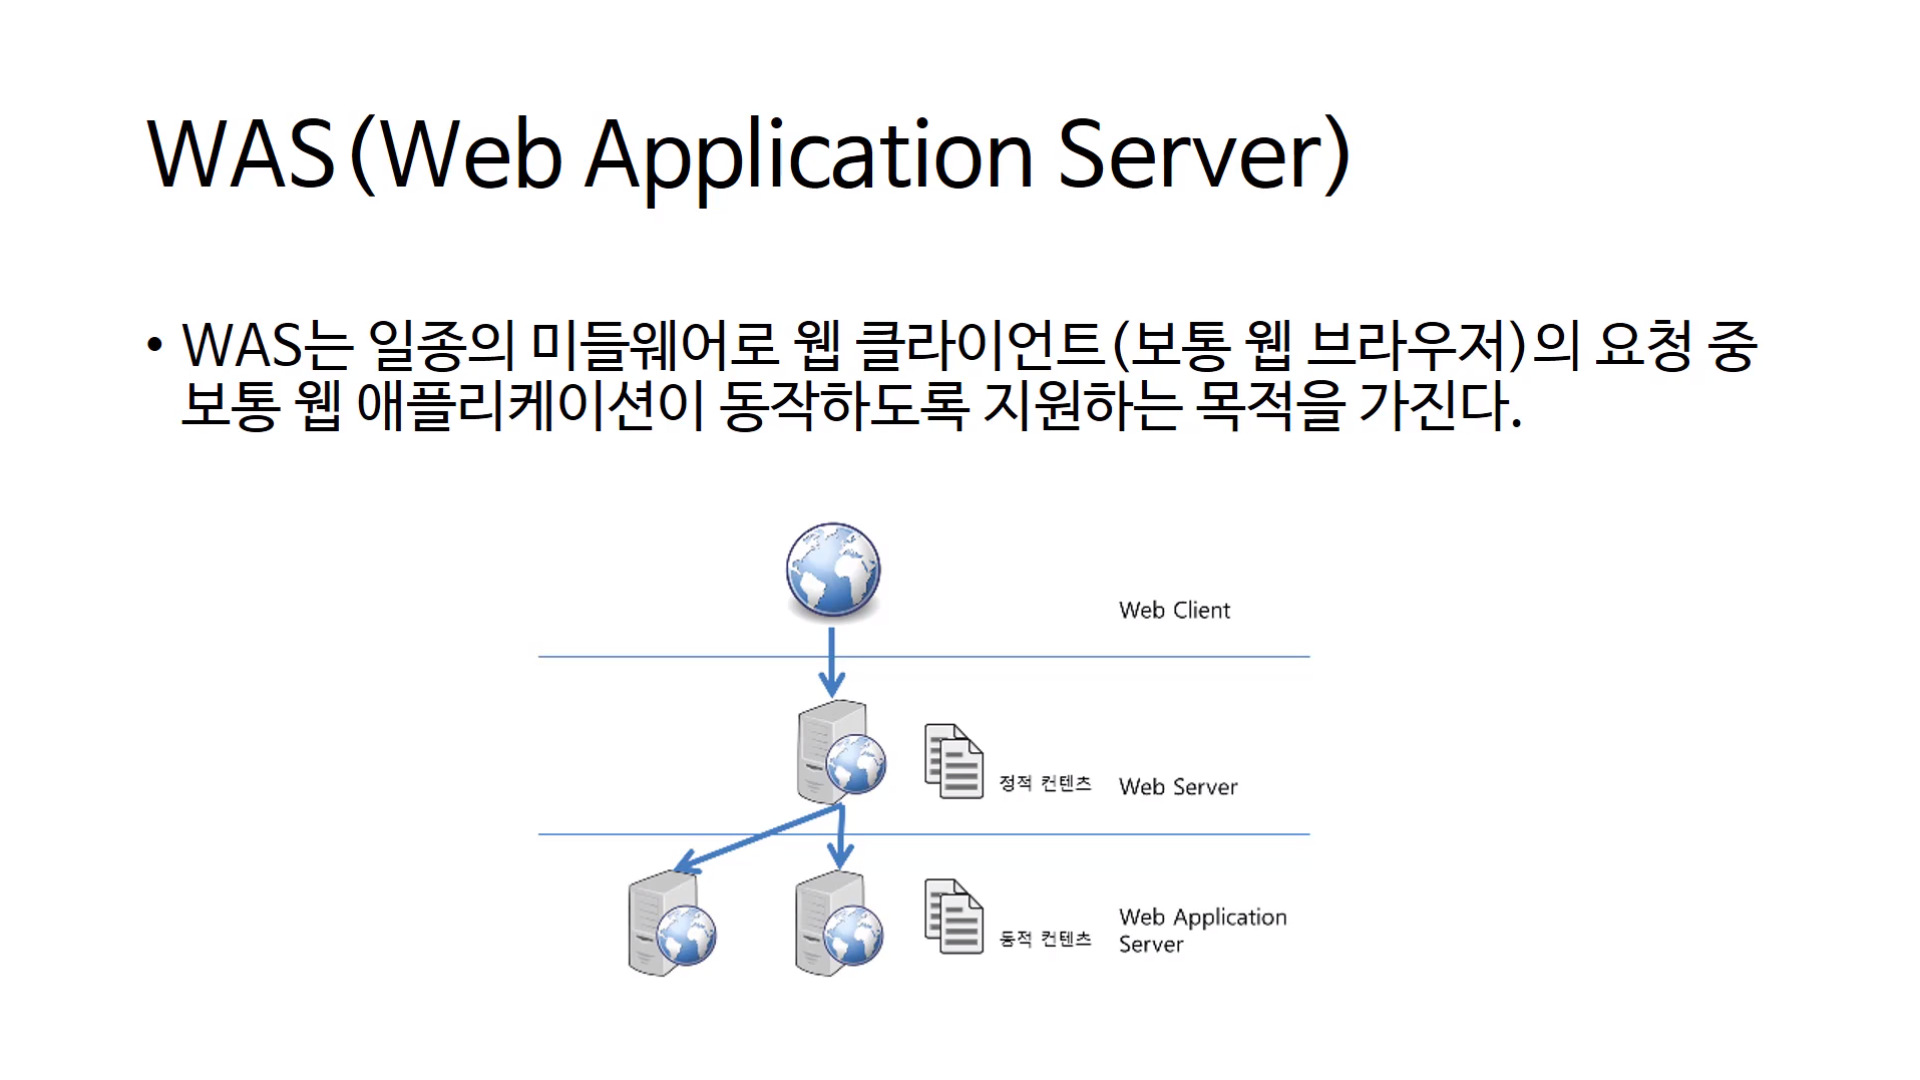 WAS(Web Application Server)
• WAS는 일종의 미들웨어로 웹 클라이언트(보통 웹 브라우저)의 요청 중
보통 웹 애플리케이션이 동작하도록 지원하는 목적을 가진다.
Web Client
정적 컨텐츠
Web Server
동적 컨텐츠
Web Application
Server